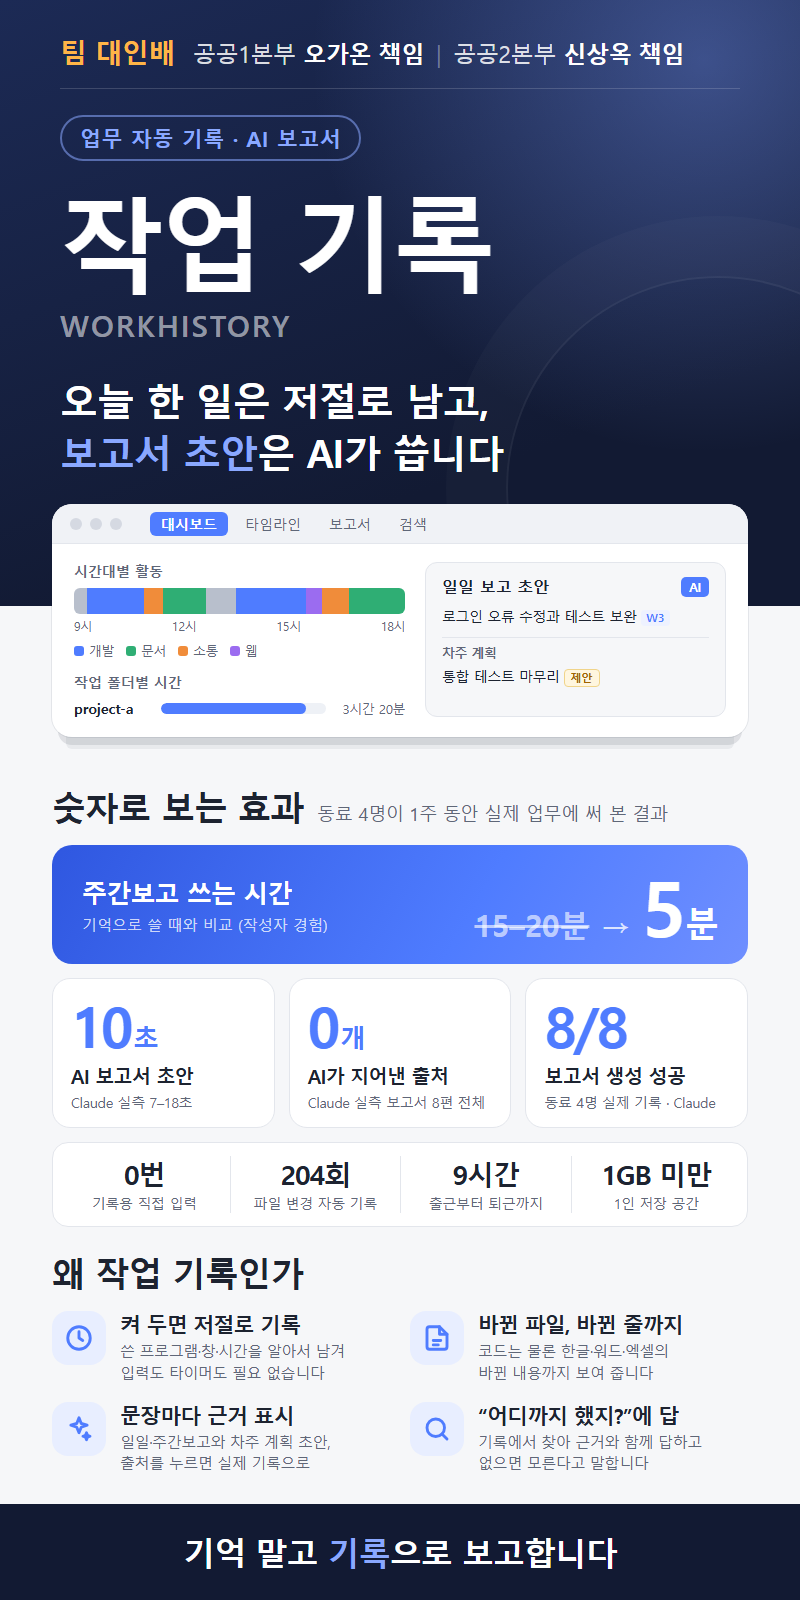 팀 대인배 공공1본부 오가온 책임 | 공공2본부 신상옥 책임
업무 자동 기록 · AI 보고서
작업 기록
WORKHISTORY
오늘 한 일은 저절로 남고,
보고서 초안은 AI가 씁니다
대시보드 타임라인 보고서 검색
시간대별 활동
9시 12시 15시 18시
개발 문서 소통 웹
작업 폴더별 시간
project-a 3시간 20분
일일 보고 초안 AI
로그인 오류 수정과 테스트 보완 W3
차주 계획
통합 테스트 마무리 제안
숫자로 보는 효과 동료 4명이 1주 동안 실제 업무에 써 본 결과
주간보고 쓰는 시간
기억으로 쓸 때와 비교 (작성자 경험)
15–20분 → 5분
10초
AI 보고서 초안
Claude 실측 7–18초
0개
AI가 지어낸 출처
Claude 실측 보고서 8편 전체
8/8
보고서 생성 성공
동료 4명 실제 기록 · Claude
0번
기록용 직접 입력
204회
파일 변경 자동 기록
9시간
출근부터 퇴근까지
1GB 미만
1인 저장 공간
왜 작업 기록인가
켜 두면 저절로 기록
쓴 프로그램·창·시간을 알아서 남겨
입력도 타이머도 필요 없습니다
바뀐 파일, 바뀐 줄까지
코드는 물론 한글·워드·엑셀의
바뀐 내용까지 보여 줍니다
문장마다 근거 표시
일일·주간보고와 차주 계획 초안,
출처를 누르면 실제 기록으로
“어디까지 했지?”에 답
기록에서 찾아 근거와 함께 답하고
없으면 모른다고 말합니다
기억 말고 기록으로 보고합니다